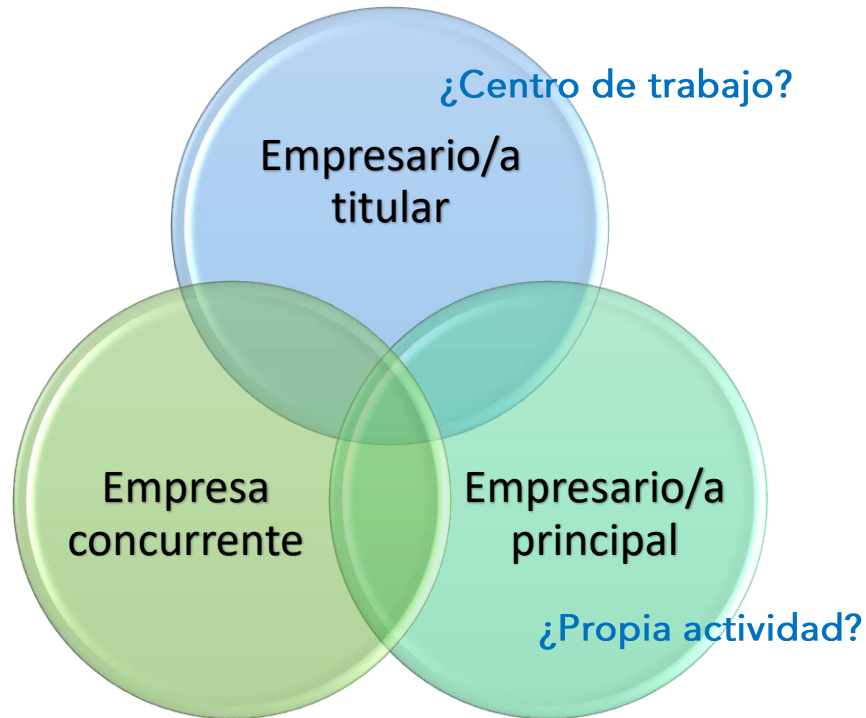 ¿Centro de trabajo?
Empresario/a
titular
Empresa
concurrente
Empresario/a
principal
¿Propia actividad?